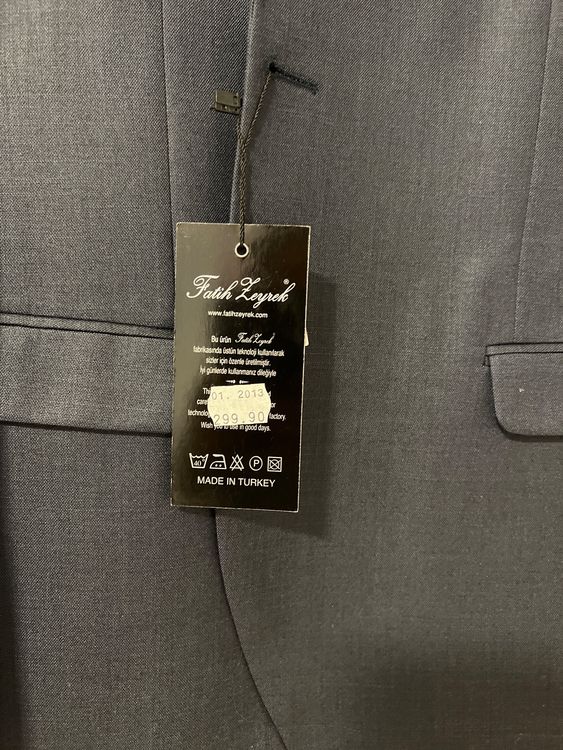 Fatih Zeyrek®
www.fatihzeyrek.com
Bu ürün Fatih Zeyrek
fabrikasında üstün teknoloji kullanılarak
sizler için özenle üretilmiştir.
İyi günlerde kullanmanız dileğiyle
01. 2013
299.90
factory.
Wish you to use in good days.
40
P
MADE IN TURKEY